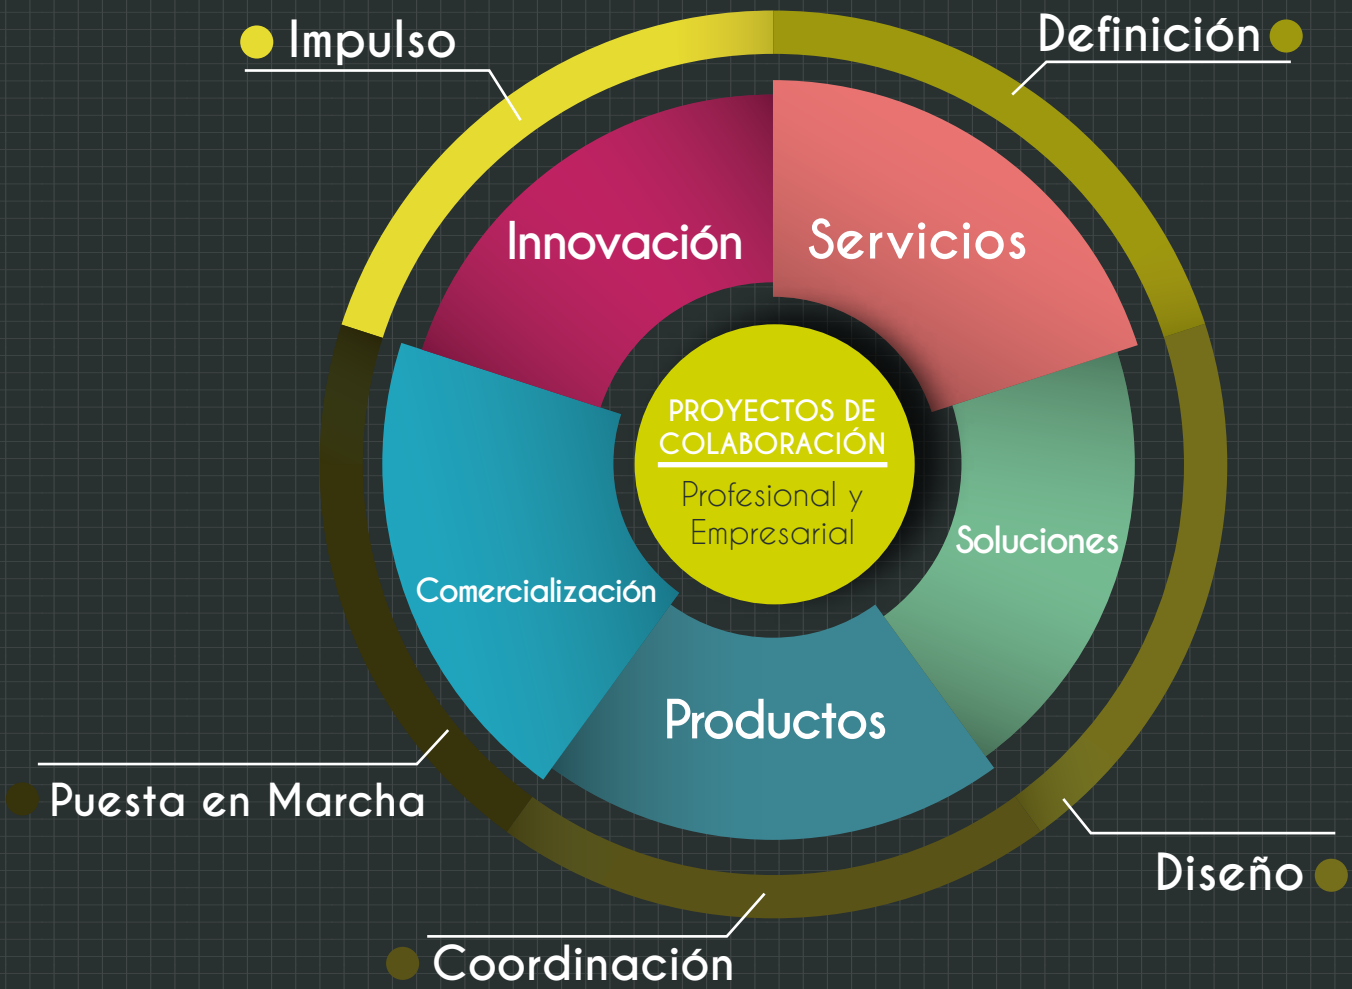 Impulso
Definición
Innovación
Servicios
PROYECTOS DE
COLABORACIÓN
Profesional y
Empresarial
Soluciones
Comercialización
Productos
Puesta en Marcha
Diseño
Coordinación